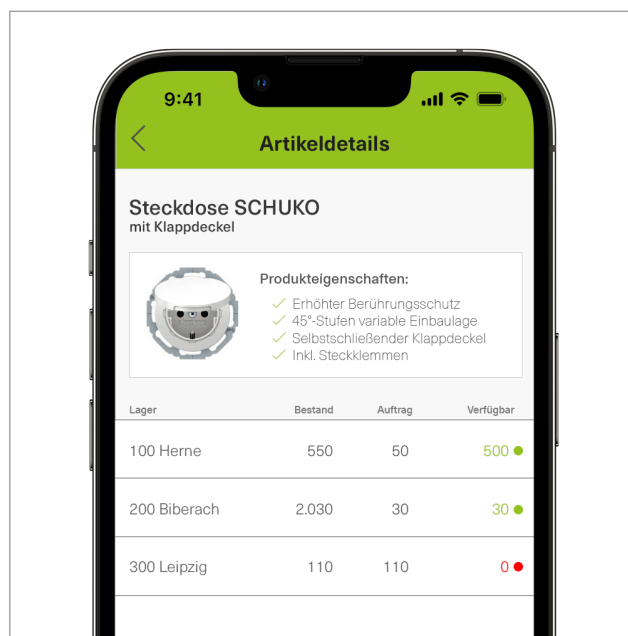 9:41
Artikeldetails
Steckdose SCHUKO
mit Klappdeckel
Produkteigenschaften:
Erhöhter Berührungsschutz
45°-Stufen variable Einbaulage
Selbstschließender Klappdeckel
Inkl. Steckklemmen
Lager Bestand Auftrag Verfügbar
100 Herne 550 50 500
200 Biberach 2.030 30 30
300 Leipzig 110 110 0